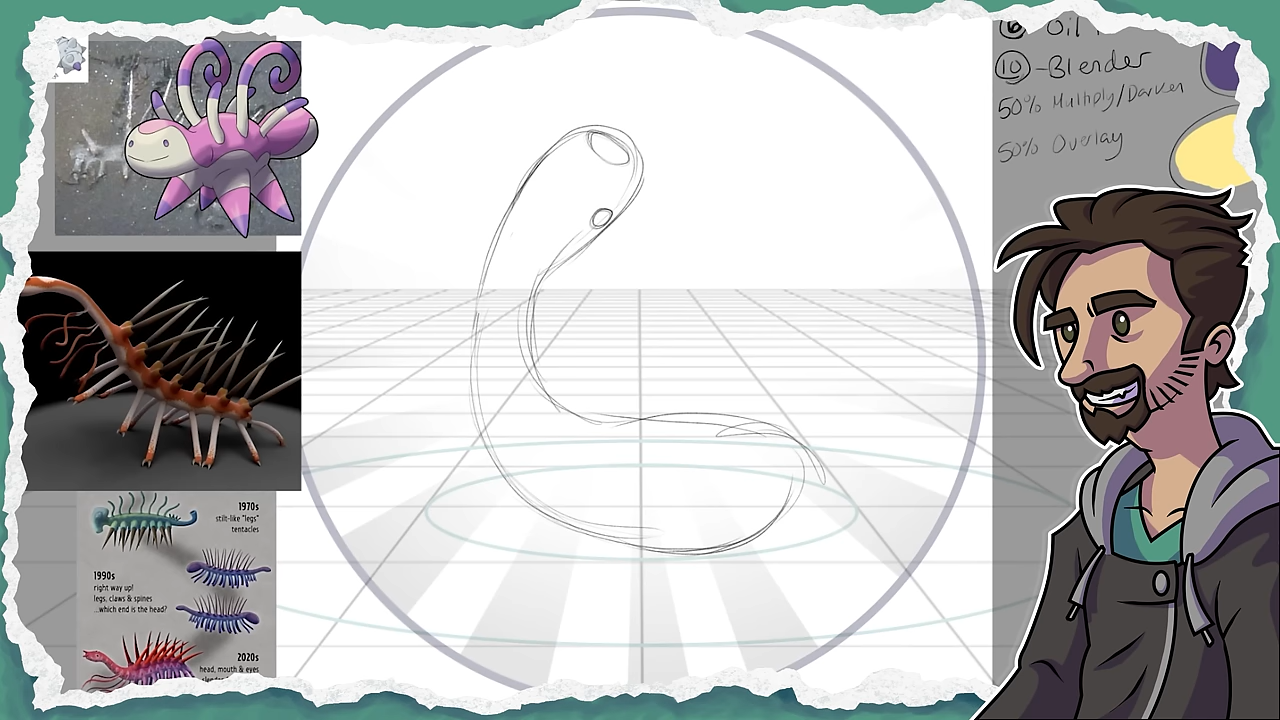 1970s
stilt-like "legs"
tentacles
1990s
right way up!
legs, claws & spines
...which end is the head?
2020s
head, mouth & eyes
10 -Blender
50% Multiply/Darken
50% Overlay